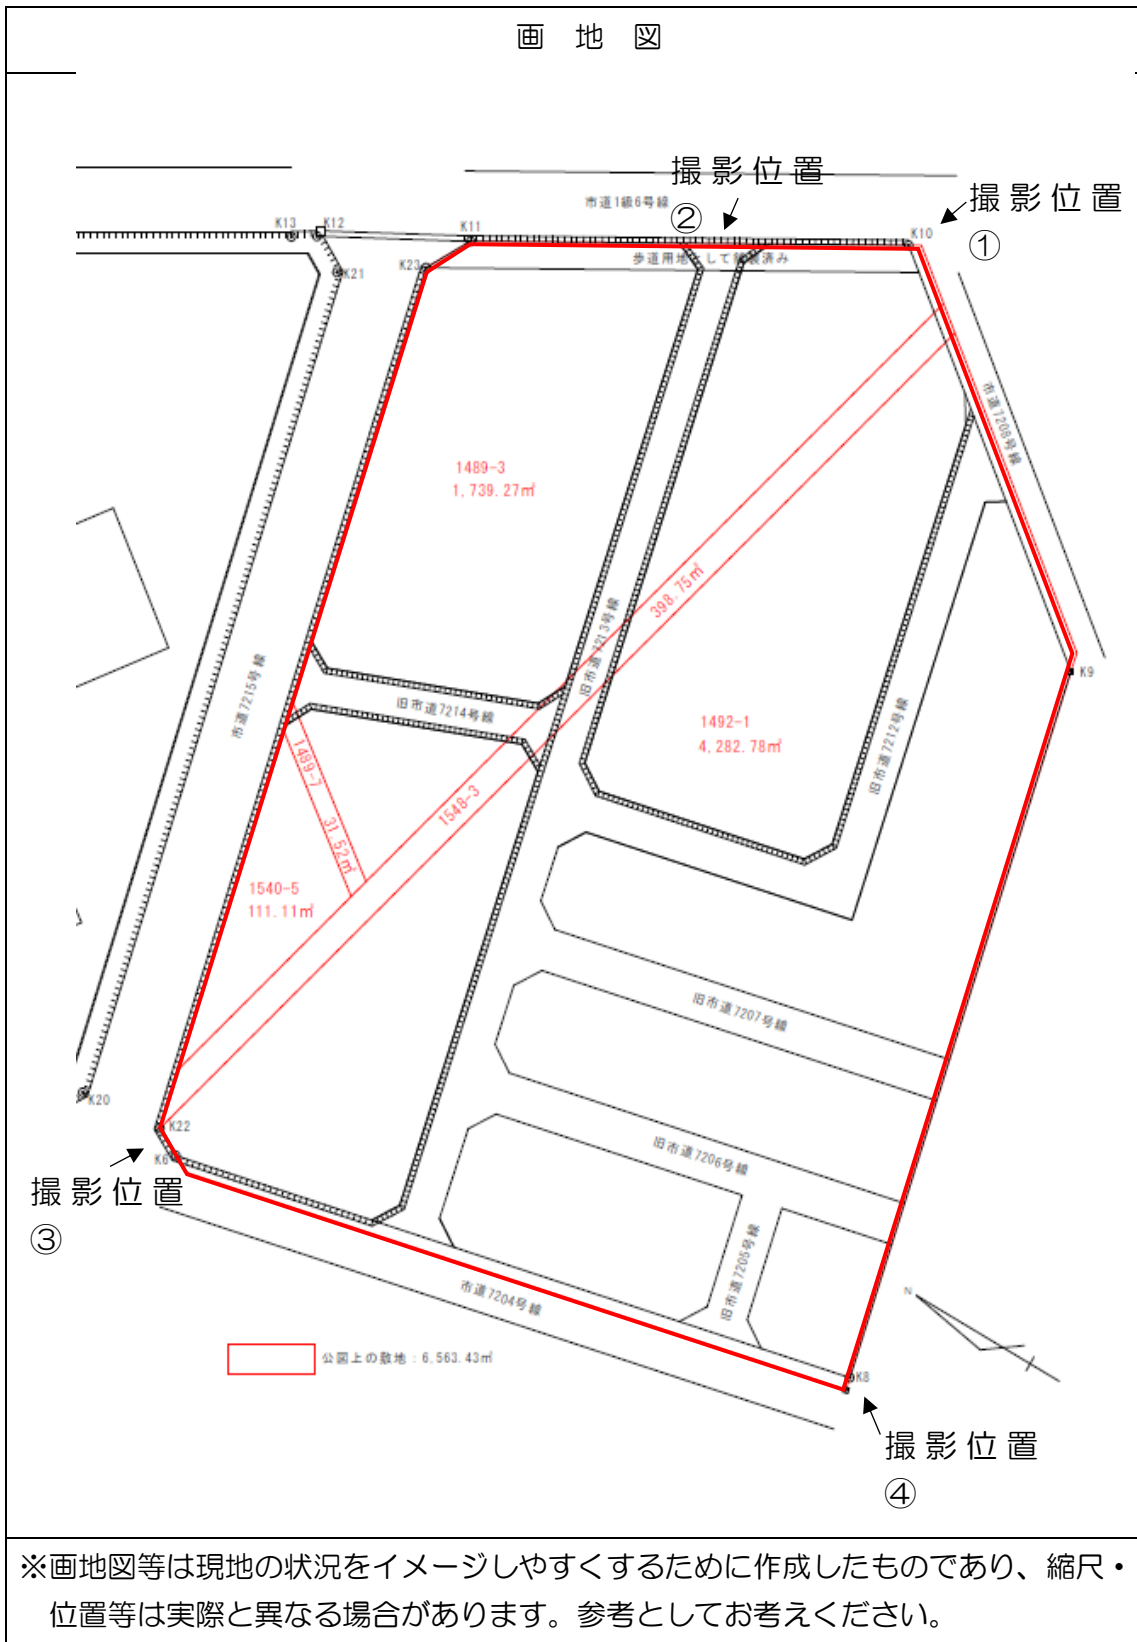 画地図
撮影位置
②
撮影位置
①
市道1級6号線
K13
K12
K11
K10
K21
K23
歩道用地として舗装済み
市道7208号線
1489-3
1,739.27㎡
398.75㎡
旧市道7213号線
K9
市道7215号線
旧市道7214号線
1492-1
4,282.78㎡
旧市道7212号線
1489-7 31.52㎡
1548-3
1540-5
111.11㎡
旧市道7207号線
K20
K22
K6
旧市道7206号線
撮影位置
③
旧市道7205号線
市道7204号線
N
公図上の敷地：6,563.43㎡
K8
撮影位置
④
※画地図等は現地の状況をイメージしやすくするために作成したものであり、縮尺・
位置等は実際と異なる場合があります。参考としてお考えください。